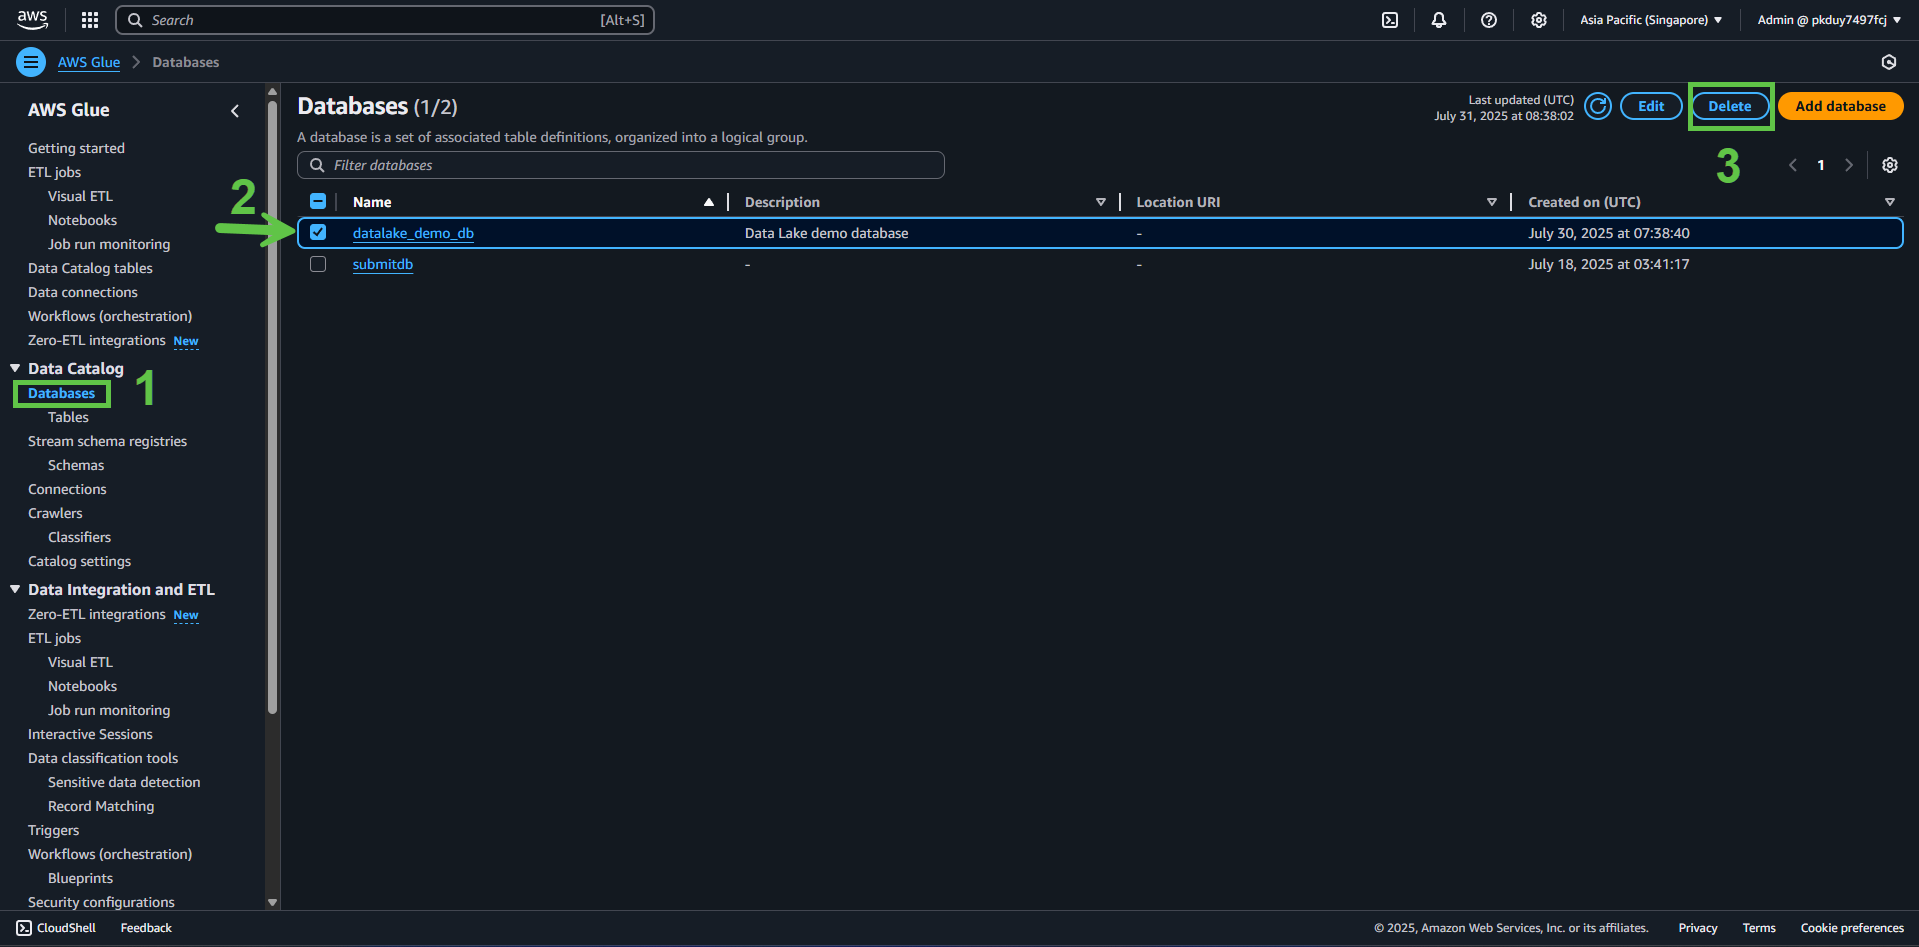 aws
Search [Alt+S]
Asia Pacific (Singapore)
Admin @ pkduy7497fcj
AWS Glue
Databases
AWS Glue
Getting started
ETL jobs
Visual ETL
Notebooks
Job run monitoring
Data Catalog tables
Data connections
Workflows (orchestration)
Zero-ETL integrations New
Data Catalog
Databases
1
Tables
Stream schema registries
Schemas
Connections
Crawlers
Classifiers
Catalog settings
Data Integration and ETL
Zero-ETL integrations New
ETL jobs
Visual ETL
Notebooks
Job run monitoring
Interactive Sessions
Data classification tools
Sensitive data detection
Record Matching
Triggers
Workflows (orchestration)
Blueprints
Security configurations
Databases (1/2)
Last updated (UTC)
July 31, 2025 at 08:38:02
Edit
Delete
Add database
A database is a set of associated table definitions, organized into a logical group.
Filter databases
3
1
2
Name Description Location URI Created on (UTC)
datalake_demo_db Data Lake demo database - July 30, 2025 at 07:38:40
submitdb - - July 18, 2025 at 03:41:17
CloudShell Feedback
© 2025, Amazon Web Services, Inc. or its affiliates. Privacy Terms Cookie preferences